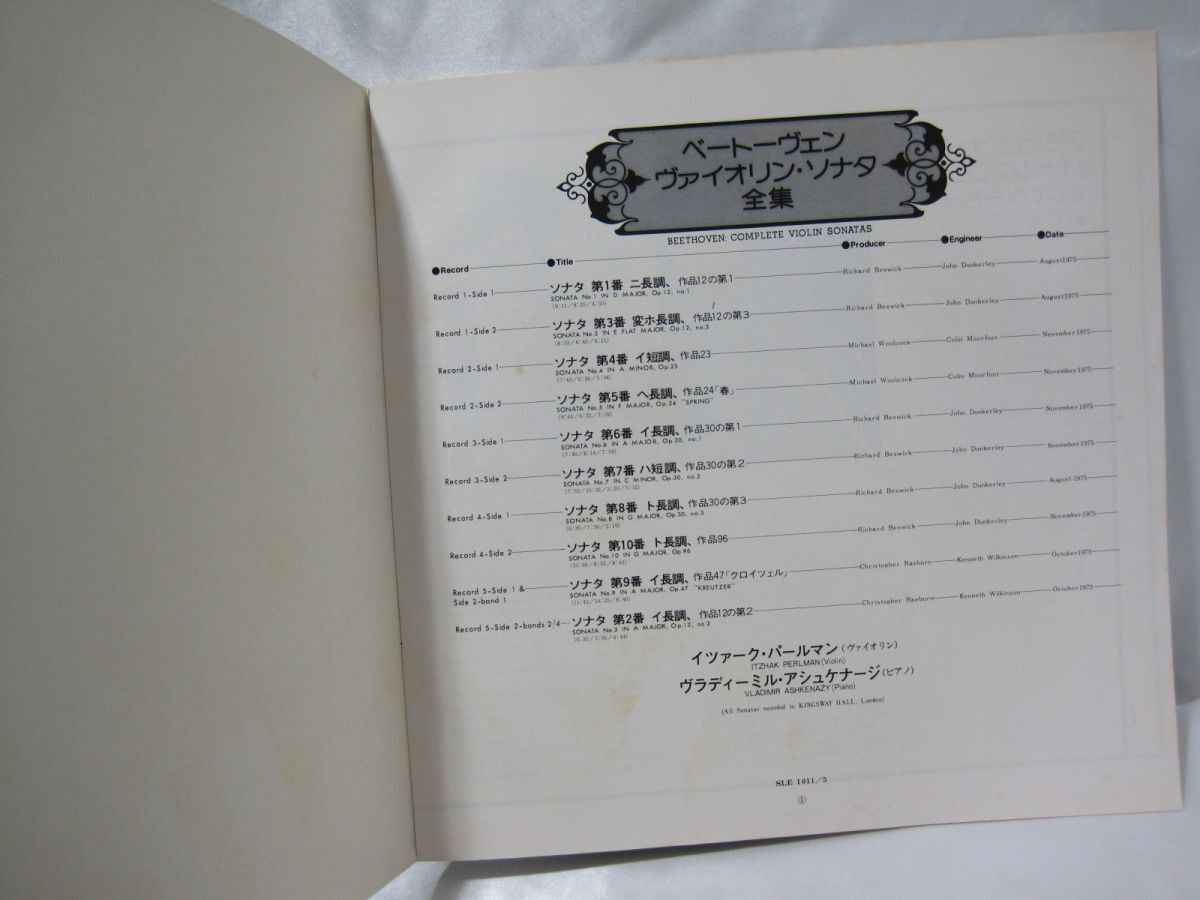 ベートーヴェン
ヴァイオリン・ソナタ
全集
BEETHOVEN: COMPLETE VIOLIN SONATAS
●Record ●Title ●Producer ●Engineer ●Date
Record 1-Side 1 ソナタ 第1番 ニ長調、作品12の第1 Richard Beswick John Dunkerley August1975
SONATA No.1 IN D MAJOR, Op.12, no.1
Record 1-Side 2 ソナタ 第3番 変ホ長調、作品12の第3 Richard Beswick John Dunkerley August1975
SONATA No.3 IN E FLAT MAJOR, Op.12, no.3
Record 2-Side 1 ソナタ 第4番 イ短調、作品23 Michael Woolcock Colin Moorfoot November1975
SONATA No.4 IN A MINOR, Op.23
Record 2-Side 2 ソナタ 第5番 ヘ長調、作品24「春」 Michael Woolcock Colin Moorfoot November1975
SONATA No.5 IN F MAJOR, Op.24 "SPRING"
Record 3-Side 1 ソナタ 第6番 イ長調、作品30の第1 Richard Beswick John Dunkerley November1975
SONATA No.6 IN A MAJOR, Op.30, no.1
Record 3-Side 2 ソナタ 第7番 ハ短調、作品30の第2 Richard Beswick John Dunkerley November1975
SONATA No.7 IN C MINOR, Op.30, no.2
Record 4-Side 1 ソナタ 第8番 ト長調、作品30の第3 Richard Beswick John Dunkerley August 1975
SONATA No.8 IN G MAJOR, Op.30, no.3
Record 4-Side 2 ソナタ 第10番 ト長調、作品96 Richard Beswick John Dunkerley November1975
SONATA No.10 IN G MAJOR, Op.96
Record 5-Side 1 & ソナタ 第9番 イ長調、作品47「クロイツェル」 Christopher Raeburn Kenneth Wilkinson October1973
Side 2-band 1 SONATA No.9 IN A MAJOR, Op.47 "KREUTZER"
Record 5-Side 2-bands 2/4 ソナタ 第2番 イ長調、作品12の第2 Christopher Raeburn Kenneth Wilkinson October1973
SONATA No.2 IN A MAJOR, Op.12, no.2
イツァーク・パールマン(ヴァイオリン)
ITZHAK PERLMAN(Violin)
ヴラディーミル・アシュケナージ(ピアノ)
VLADIMIR ASHKENAZY(Piano)
(All Sonatas recorded in KINGSWAY HALL, London)
SLE 1011/5
①